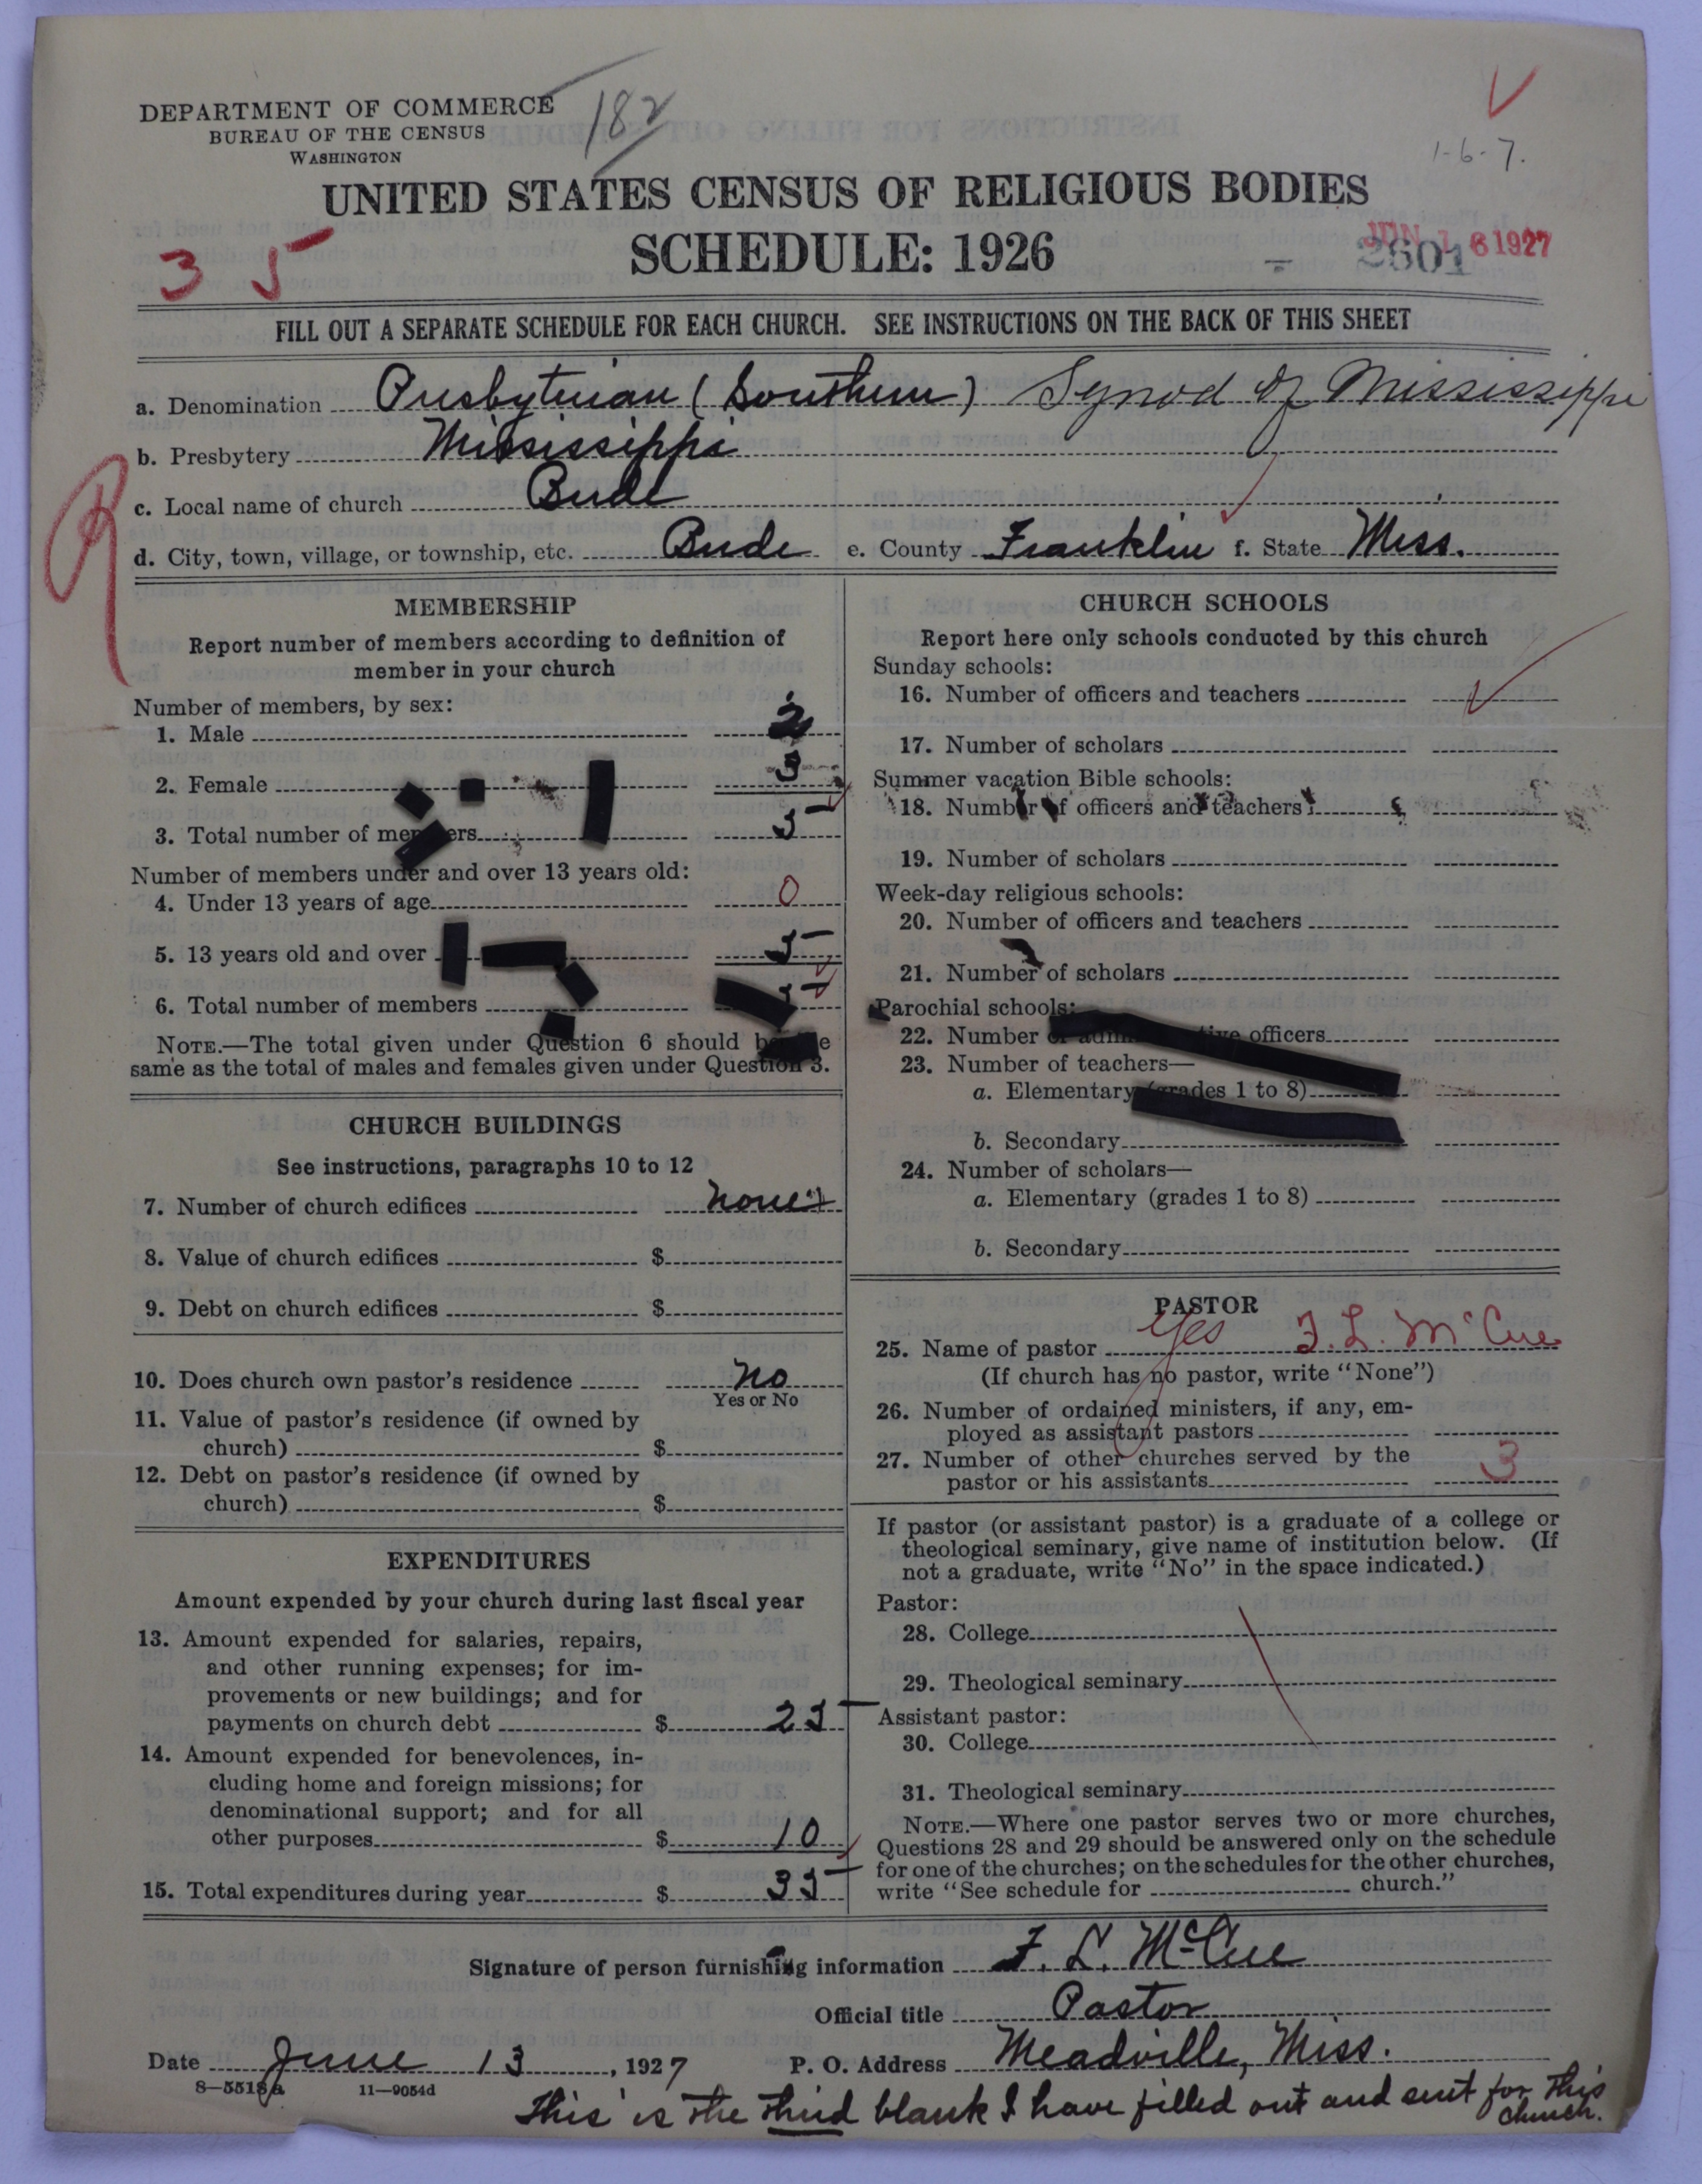 DEPARTMENT OF COMMERCE
BUREAU OF THE CENSUS
WASHINGTON
182
1-6-7.
UNITED STATES CENSUS OF RELIGIOUS BODIES
SCHEDULE: 1926
3 5
2601
JUN 1 6 1927
FILL OUT A SEPARATE SCHEDULE FOR EACH CHURCH. SEE INSTRUCTIONS ON THE BACK OF THIS SHEET
a. Denomination Presbyterian (Southern) Synod of Mississippi
b. Presbytery Mississippi
c. Local name of church Bude
d. City, town, village, or township, etc. Bude e. County Franklin f. State Miss.
R
MEMBERSHIP
Report number of members according to definition of
member in your church
Number of members, by sex:
1. Male 2
2. Female 3
3. Total number of members 5
Number of members under and over 13 years old:
4. Under 13 years of age 0
5. 13 years old and over 5
6. Total number of members 5
NOTE.—The total given under Question 6 should be
same as the total of males and females given under Question 3.
CHURCH BUILDINGS
See instructions, paragraphs 10 to 12
7. Number of church edifices none
8. Value of church edifices $
9. Debt on church edifices $
10. Does church own pastor's residence no
Yes or No
11. Value of pastor's residence (if owned by
church) $
12. Debt on pastor's residence (if owned by
church) $
EXPENDITURES
Amount expended by your church during last fiscal year
13. Amount expended for salaries, repairs,
and other running expenses; for im-
provements or new buildings; and for
payments on church debt $ 25
14. Amount expended for benevolences, in-
cluding home and foreign missions; for
denominational support; and for all
other purposes $ 10
15. Total expenditures during year $ 35
CHURCH SCHOOLS
Report here only schools conducted by this church
Sunday schools:
16. Number of officers and teachers
17. Number of scholars
Summer vacation Bible schools:
18. Number of officers and teachers
19. Number of scholars
Week-day religious schools:
20. Number of officers and teachers
21. Number of scholars
Parochial schools:
22. Number officers
23. Number of teachers—
a. Elementary (grades 1 to 8)
b. Secondary
24. Number of scholars—
a. Elementary (grades 1 to 8)
b. Secondary
PASTOR
25. Name of pastor Yes F. L. McCue
(If church has no pastor, write "None")
26. Number of ordained ministers, if any, em-
ployed as assistant pastors
27. Number of other churches served by the
pastor or his assistants 3
If pastor (or assistant pastor) is a graduate of a college or
theological seminary, give name of institution below. (If
not a graduate, write "No" in the space indicated.)
Pastor:
28. College
29. Theological seminary
Assistant pastor:
30. College
31. Theological seminary
NOTE.—Where one pastor serves two or more churches,
Questions 28 and 29 should be answered only on the schedule
for one of the churches; on the schedules for the other churches,
write "See schedule for church."
Signature of person furnishing information F. L. McCue
Official title Pastor
Date June 13, 1927 P. O. Address Meadville, Miss.
8—5518a 11—9054d
This is the third blank I have filled out and sent for this
church.